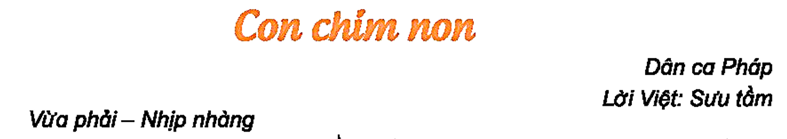 Con chim non
Dân ca Pháp
Lời Việt: Sưu tầm
Vừa phải – Nhịp nhàng